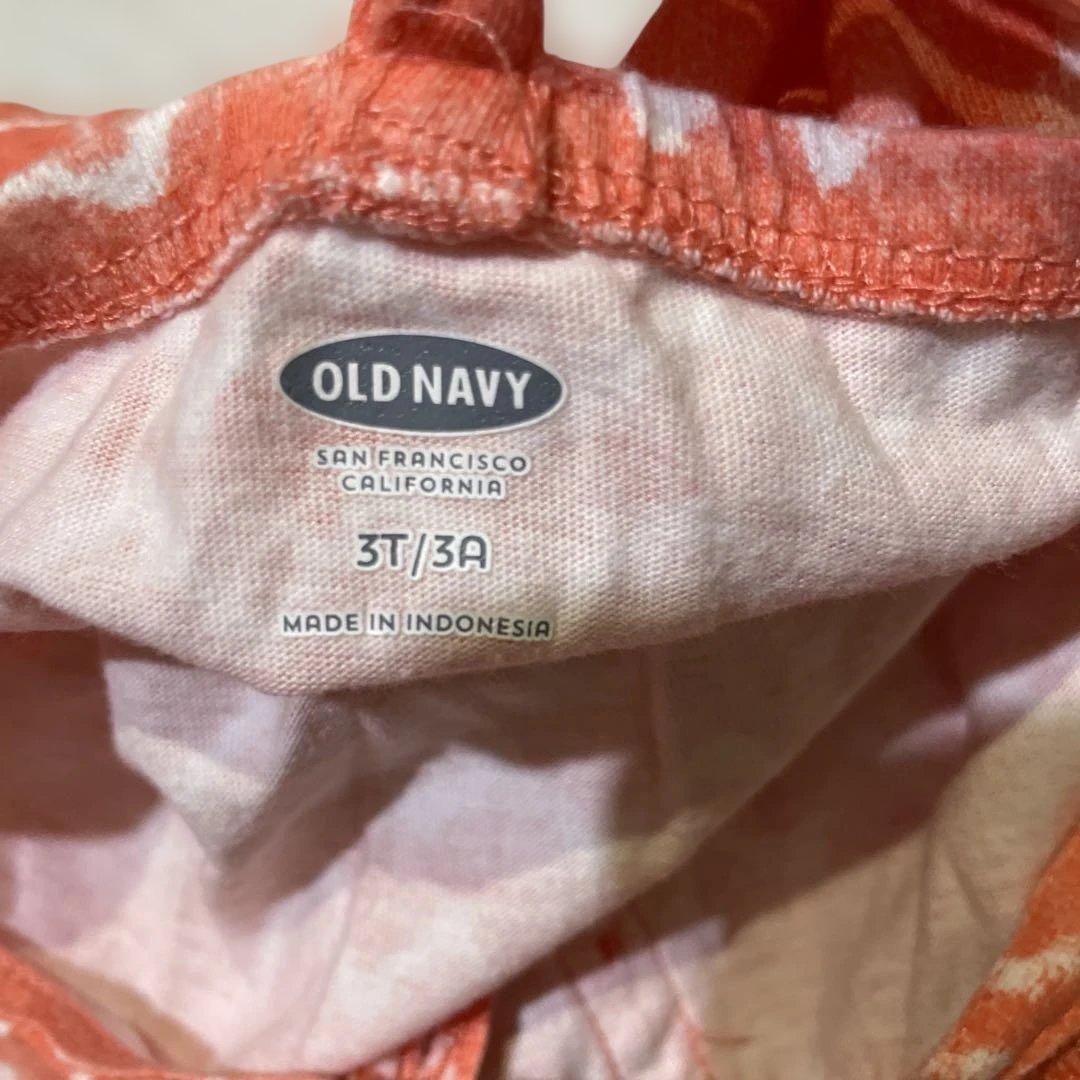 OLD NAVY
SAN FRANCISCO
CALIFORNIA
3T/3A
MADE IN INDONESIA